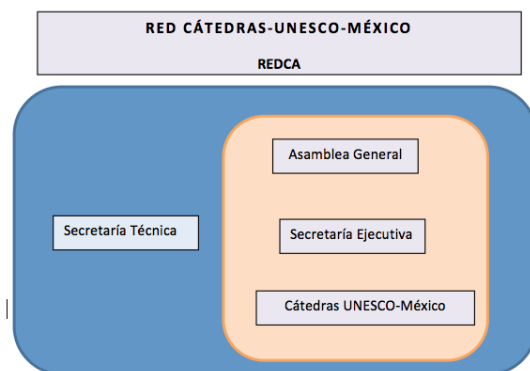 RED CÁTEDRAS-UNESCO-MÉXICO
REDCA
Asamblea General
Secretaría Técnica
Secretaría Ejecutiva
Cátedras UNESCO-México